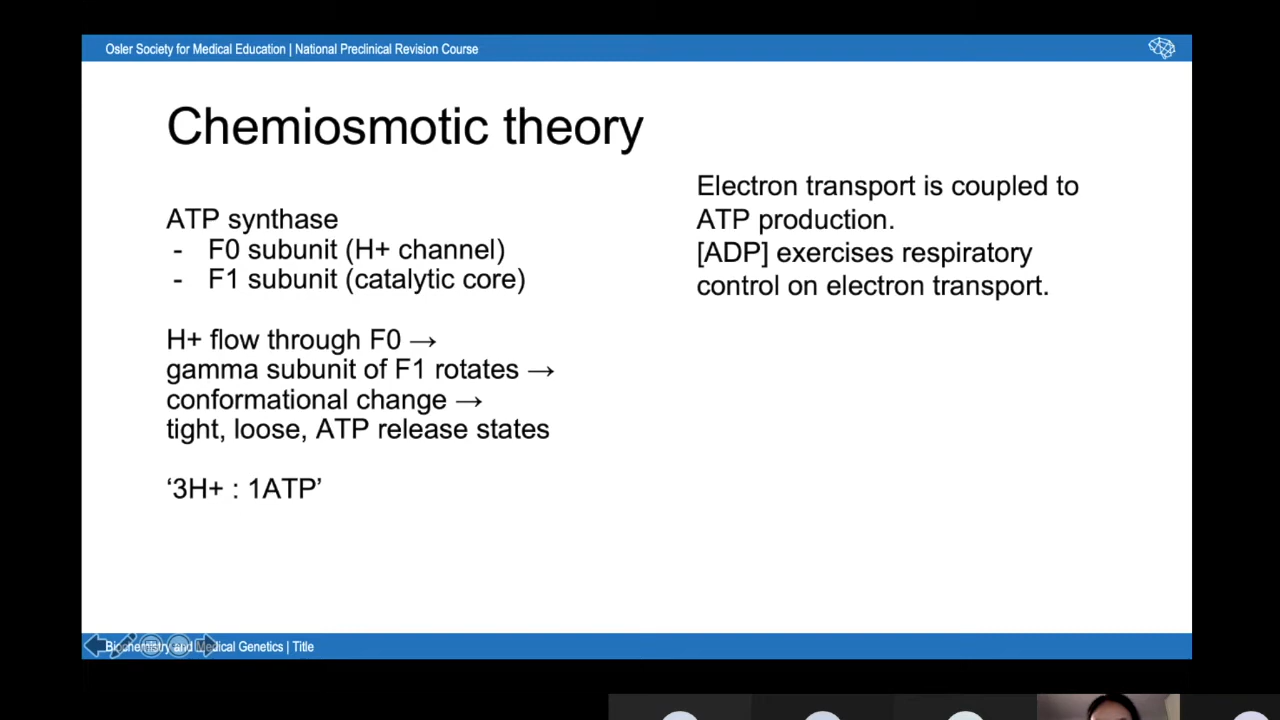 Osler Society for Medical Education | National Preclinical Revision Course
Chemiosmotic theory
ATP synthase
- F0 subunit (H+ channel)
- F1 subunit (catalytic core)
H+ flow through F0 →
gamma subunit of F1 rotates →
conformational change →
tight, loose, ATP release states
‘3H+ : 1ATP’
Electron transport is coupled to
ATP production.
[ADP] exercises respiratory
control on electron transport.
Biochemistry and Medical Genetics | Title